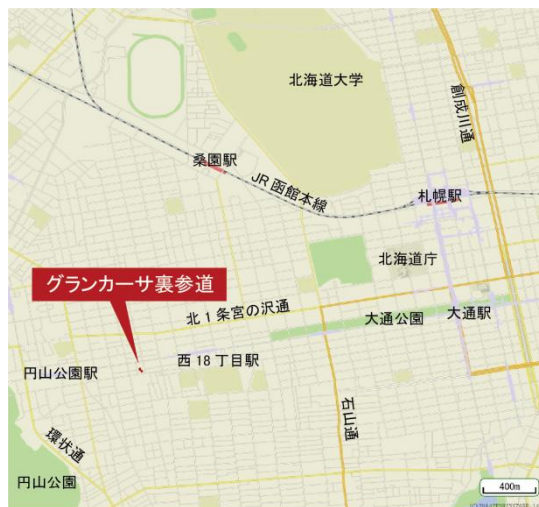 北海道大学
創成川通
桑園駅
JR函館本線
札幌駅
北海道庁
グランカーサ裏参道
北1条宮の沢通
大通公園
大通駅
西18丁目駅
円山公園駅
石山通
環状通
円山公園
400m